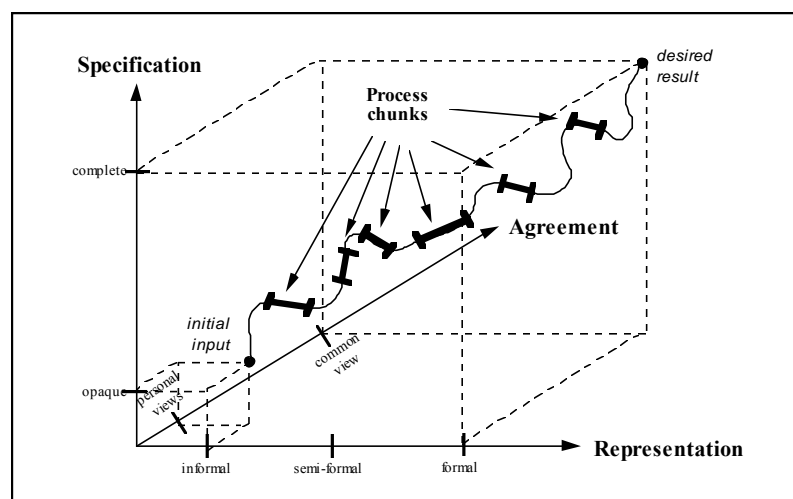 desired
result
Specification
Process
chunks
complete
Agreement
initial
input
common
view
personal
views
opaque
Representation
informal
semi-formal
formal